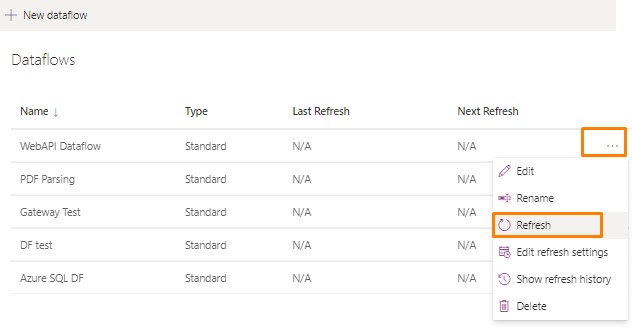 + New dataflow
Dataflows
Name ↓ Type Last Refresh Next Refresh
WebAPI Dataflow Standard N/A N/A ...
PDF Parsing Standard N/A N/A
Edit
Rename
Gateway Test Standard N/A N/A
Refresh
DF test Standard N/A N/A
Edit refresh settings
Azure SQL DF Standard N/A N/A
Show refresh history
Delete